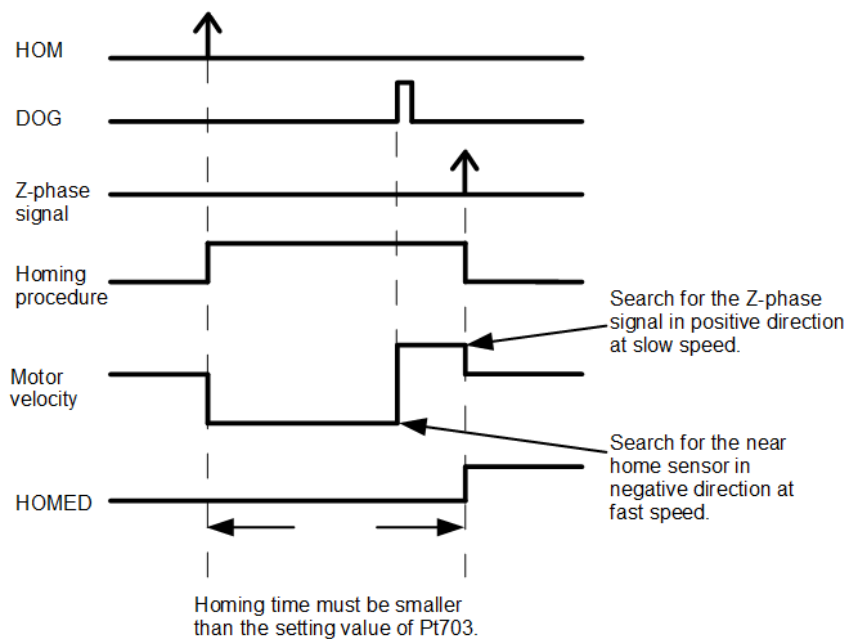 HOM
DOG
Z-phase
signal
Homing
procedure
Search for the Z-phase
signal in positive direction
at slow speed.
Motor
velocity
Search for the near
home sensor in
negative direction at
fast speed.
HOMED
Homing time must be smaller
than the setting value of Pt703.